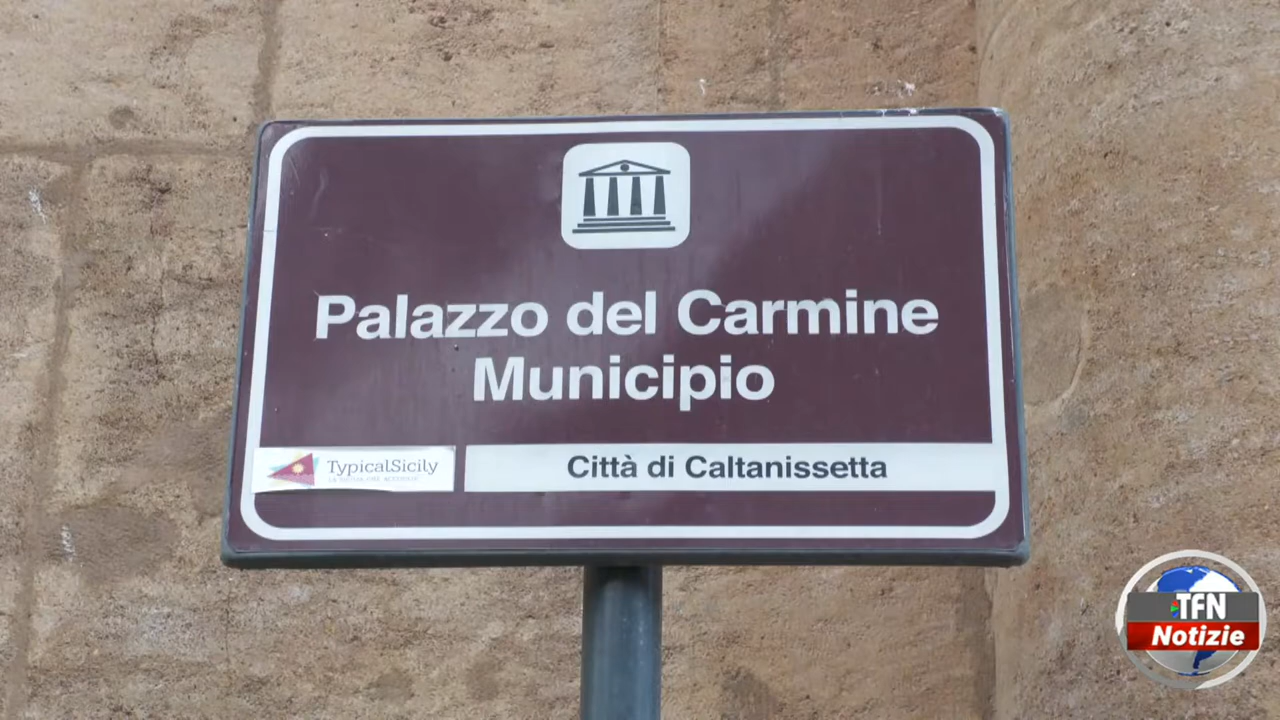 Palazzo del Carmine
Municipio
TypicalSicily
Città di Caltanissetta
TFN
Notizie